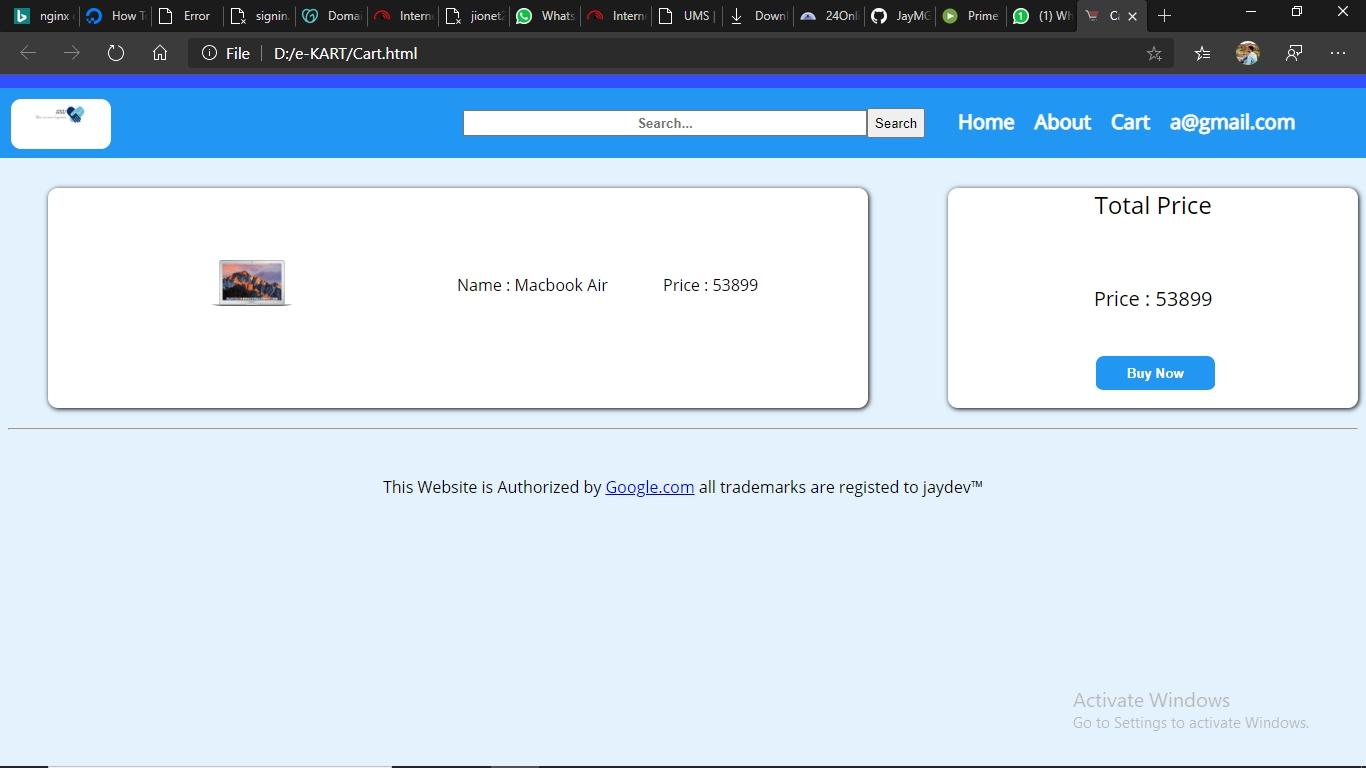 nginx How T Error signin. Domai Intern jionet2 Whats Intern UMS Downl 24Onl JayMG Prime (1) Wh Ca
File D:/e-KART/Cart.html
Search... Search Home About Cart a@gmail.com
Total Price
Name : Macbook Air Price : 53899
Price : 53899
Buy Now
This Website is Authorized by Google.com all trademarks are registed to jaydev™
Activate Windows
Go to Settings to activate Windows.